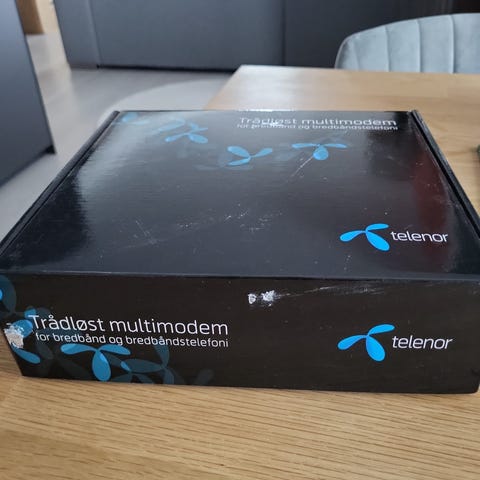 Trådløst multimodem
for bredbånd og bredbåndstelefoni
telenor
Trådløst multimodem
for bredbånd og bredbåndstelefoni
telenor